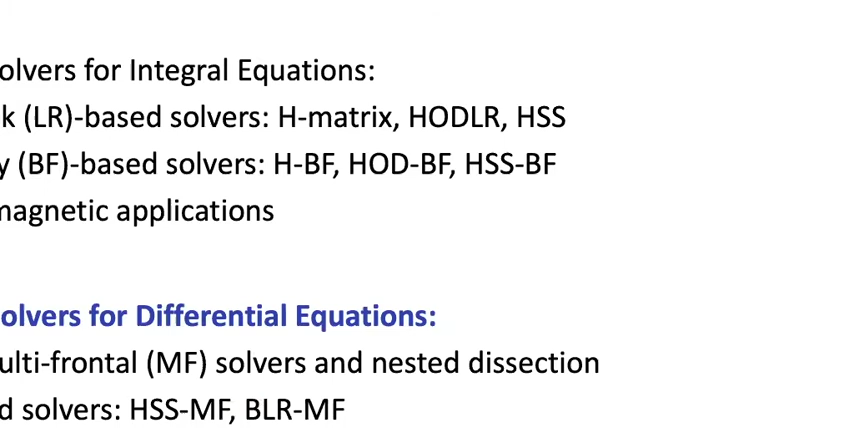 olvers for Integral Equations:
k (LR)-based solvers: H-matrix, HODLR, HSS
y (BF)-based solvers: H-BF, HOD-BF, HSS-BF
magnetic applications
olvers for Differential Equations:
ulti-frontal (MF) solvers and nested dissection
d solvers: HSS-MF, BLR-MF